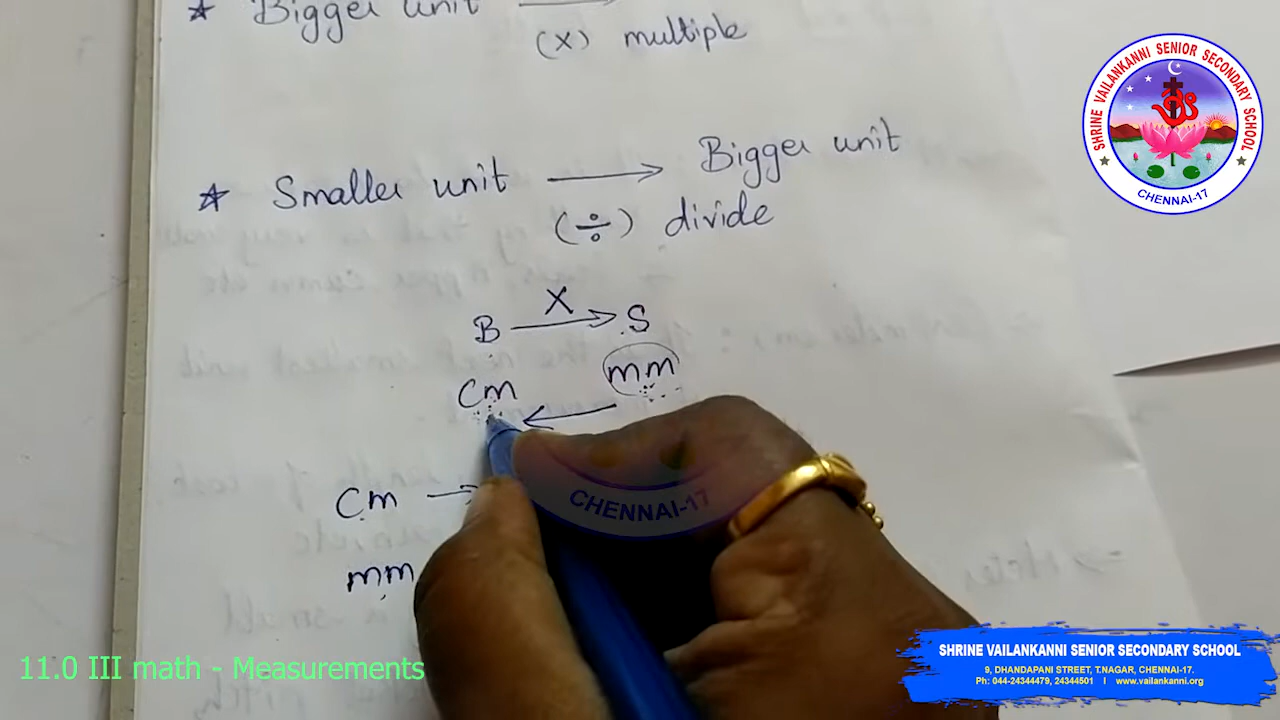 ★ Bigger unit →
(×) multiple
★ Smaller unit → Bigger unit
(÷) divide
B → S
X
Cm mm
←
Cm →
mm
SHRINE VAILANKANNI SENIOR SECONDARY SCHOOL
CHENNAI-17
CHENNAI-17
11.0 III math - Measurements
SHRINE VAILANKANNI SENIOR SECONDARY SCHOOL
9, DHANDAPANI STREET, T.NAGAR, CHENNAI-17.
Ph: 044-24344479, 24344501 I www.vailankanni.org